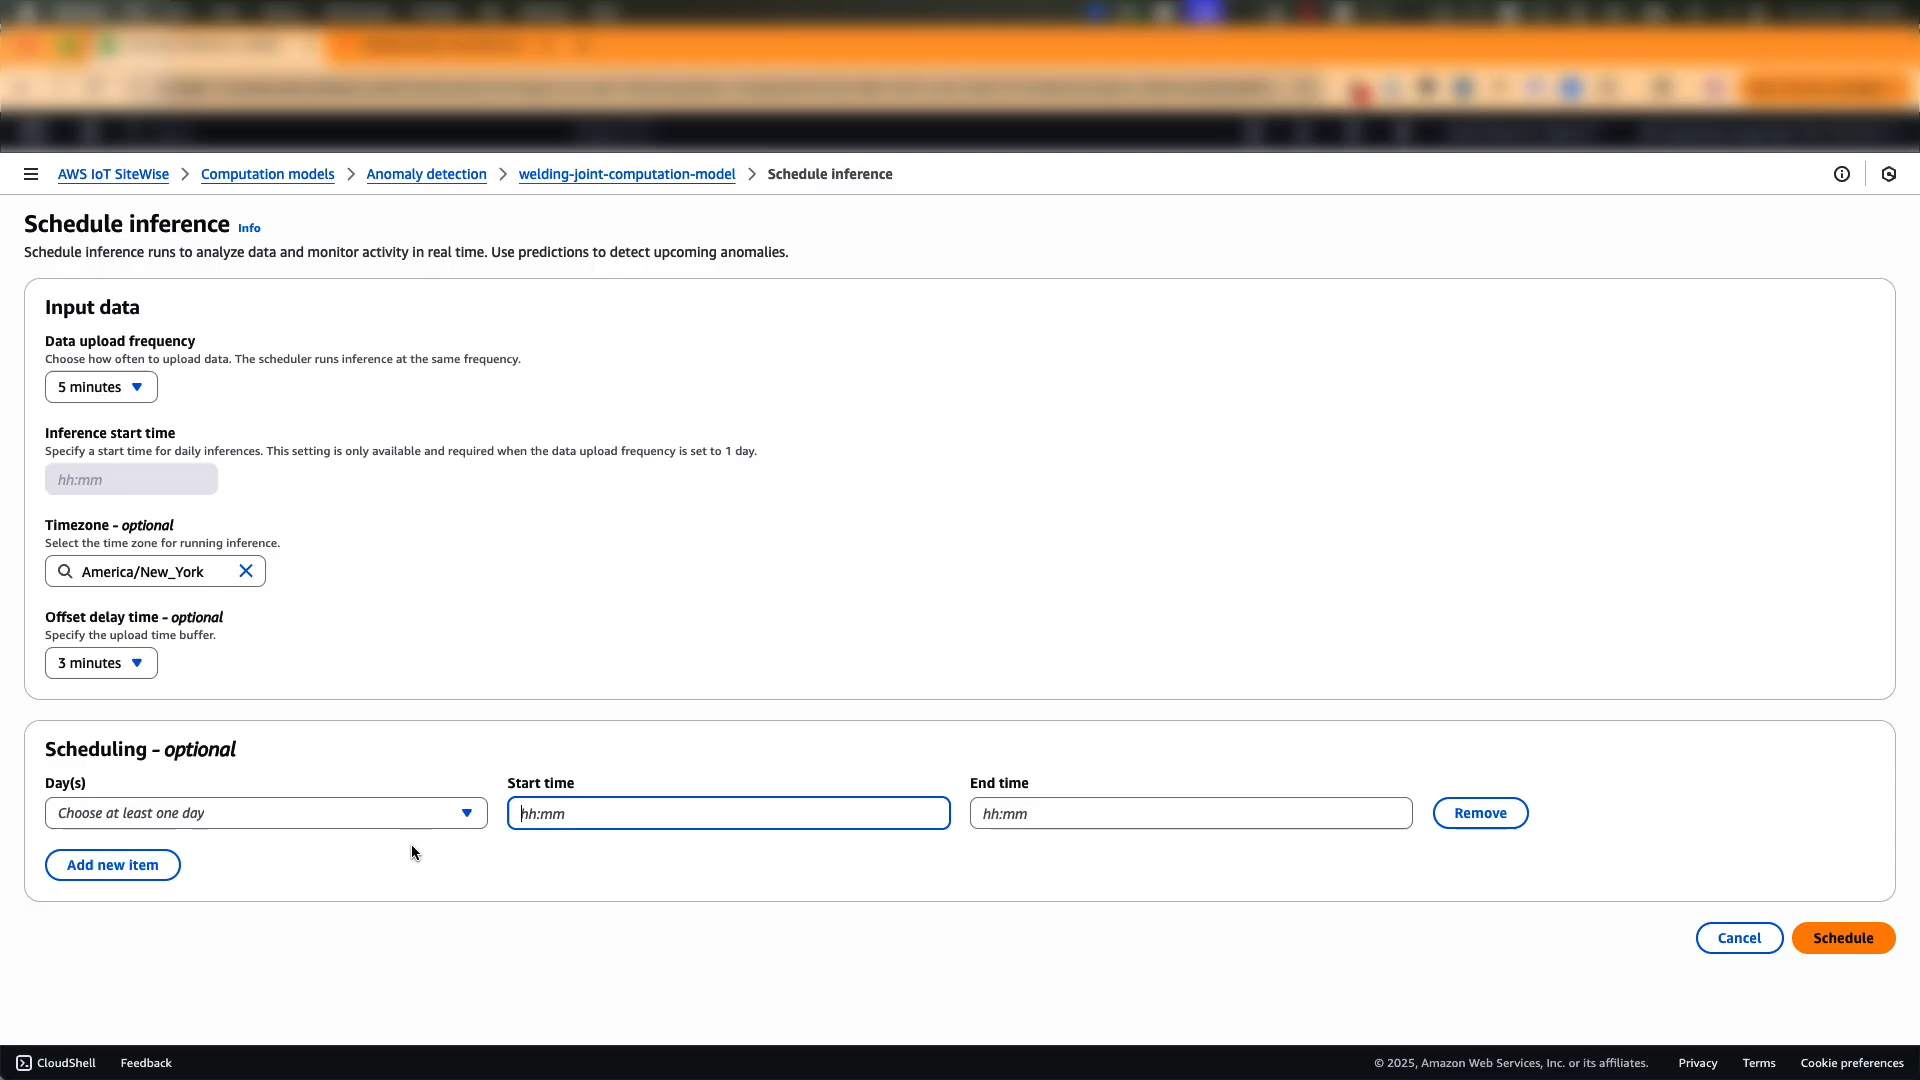 AWS IoT SiteWise > Computation models > Anomaly detection > welding-joint-computation-model > Schedule inference
Schedule inference Info
Schedule inference runs to analyze data and monitor activity in real time. Use predictions to detect upcoming anomalies.
Input data
Data upload frequency
Choose how often to upload data. The scheduler runs inference at the same frequency.
5 minutes
Inference start time
Specify a start time for daily inferences. This setting is only available and required when the data upload frequency is set to 1 day.
hh:mm
Timezone - optional
Select the time zone for running inference.
America/New_York
Offset delay time - optional
Specify the upload time buffer.
3 minutes
Scheduling - optional
Day(s) Start time End time
Choose at least one day hh:mm hh:mm Remove
Add new item
Cancel Schedule
CloudShell Feedback © 2025, Amazon Web Services, Inc. or its affiliates. Privacy Terms Cookie preferences